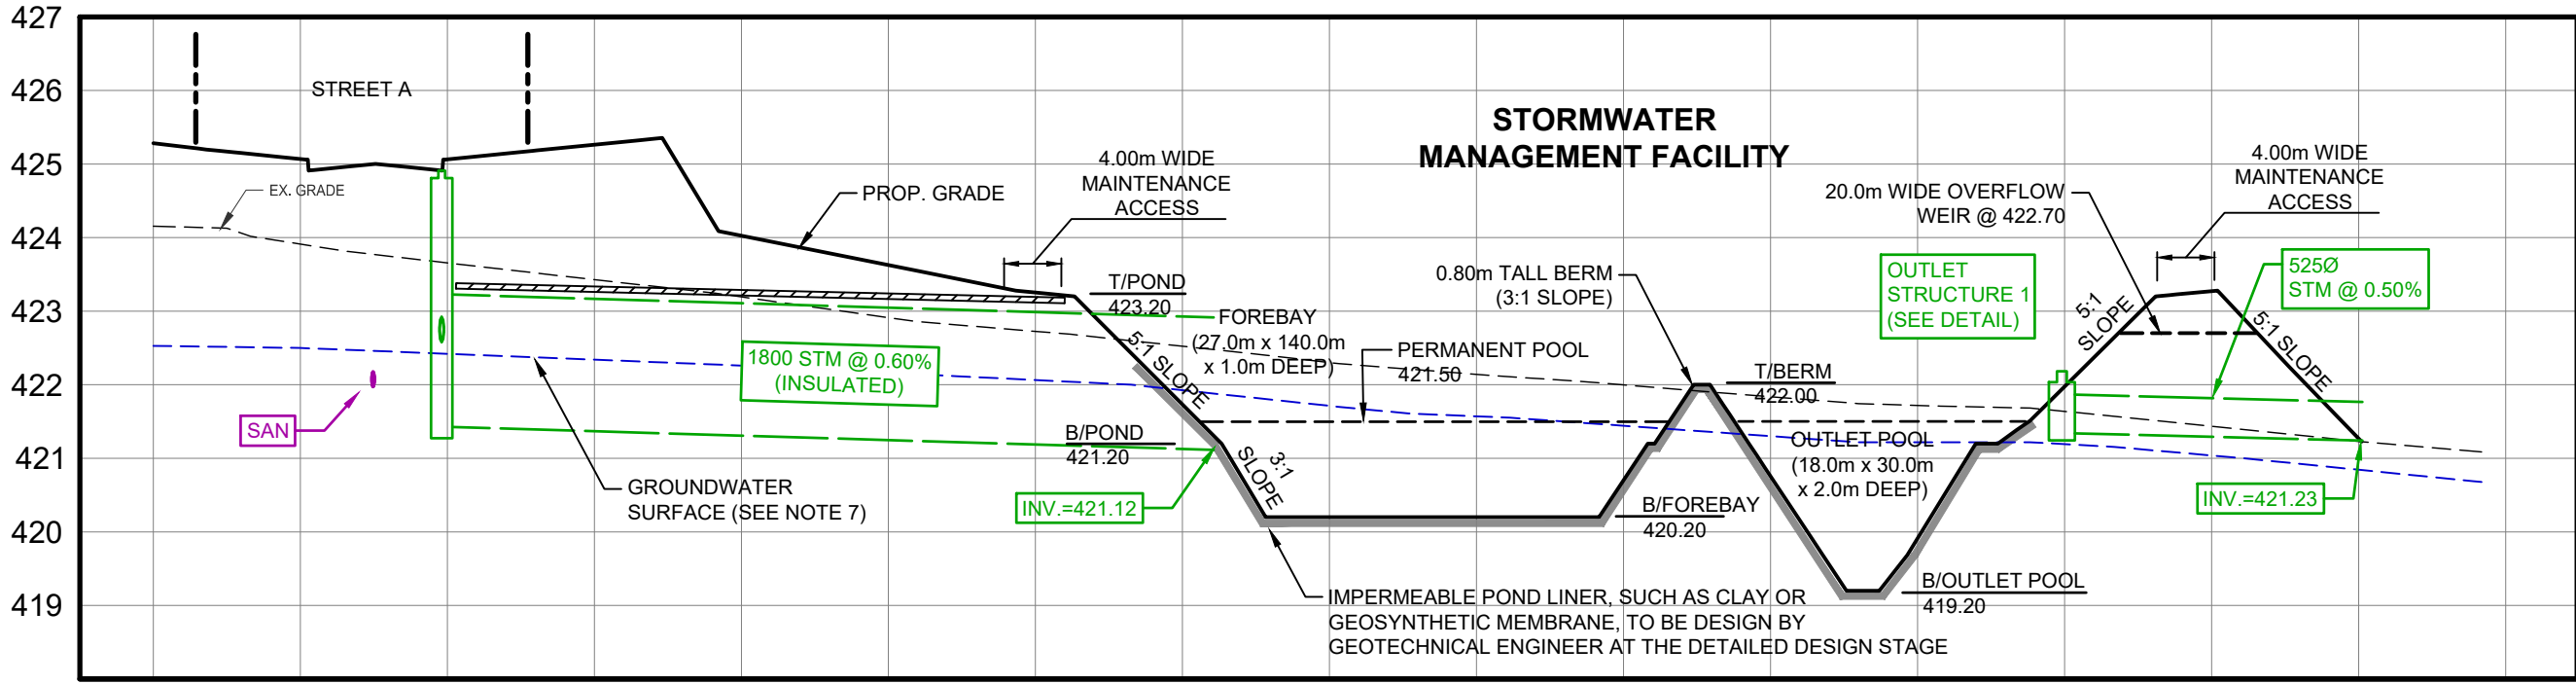 427
426
425
424
423
422
421
420
419
STREET A
EX. GRADE
PROP. GRADE
4.00m WIDE
MAINTENANCE
ACCESS
STORMWATER
MANAGEMENT FACILITY
20.0m WIDE OVERFLOW
WEIR @ 422.70
4.00m WIDE
MAINTENANCE
ACCESS
T/POND
423.20
0.80m TALL BERM
(3:1 SLOPE)
OUTLET
STRUCTURE 1
(SEE DETAIL)
525Ø
STM @ 0.50%
5:1
SLOPE
5:1 SLOPE
FOREBAY
(27.0m x 140.0m
x 1.0m DEEP)
5:1 SLOPE
PERMANENT POOL
421.50
1800 STM @ 0.60%
(INSULATED)
T/BERM
422.00
SAN
B/POND
421.20
3:1
SLOPE
OUTLET POOL
(18.0m x 30.0m
x 2.0m DEEP)
GROUNDWATER
SURFACE (SEE NOTE 7)
INV.=421.12
B/FOREBAY
420.20
INV.=421.23
B/OUTLET POOL
419.20
IMPERMEABLE POND LINER, SUCH AS CLAY OR
GEOSYNTHETIC MEMBRANE, TO BE DESIGN BY
GEOTECHNICAL ENGINEER AT THE DETAILED DESIGN STAGE